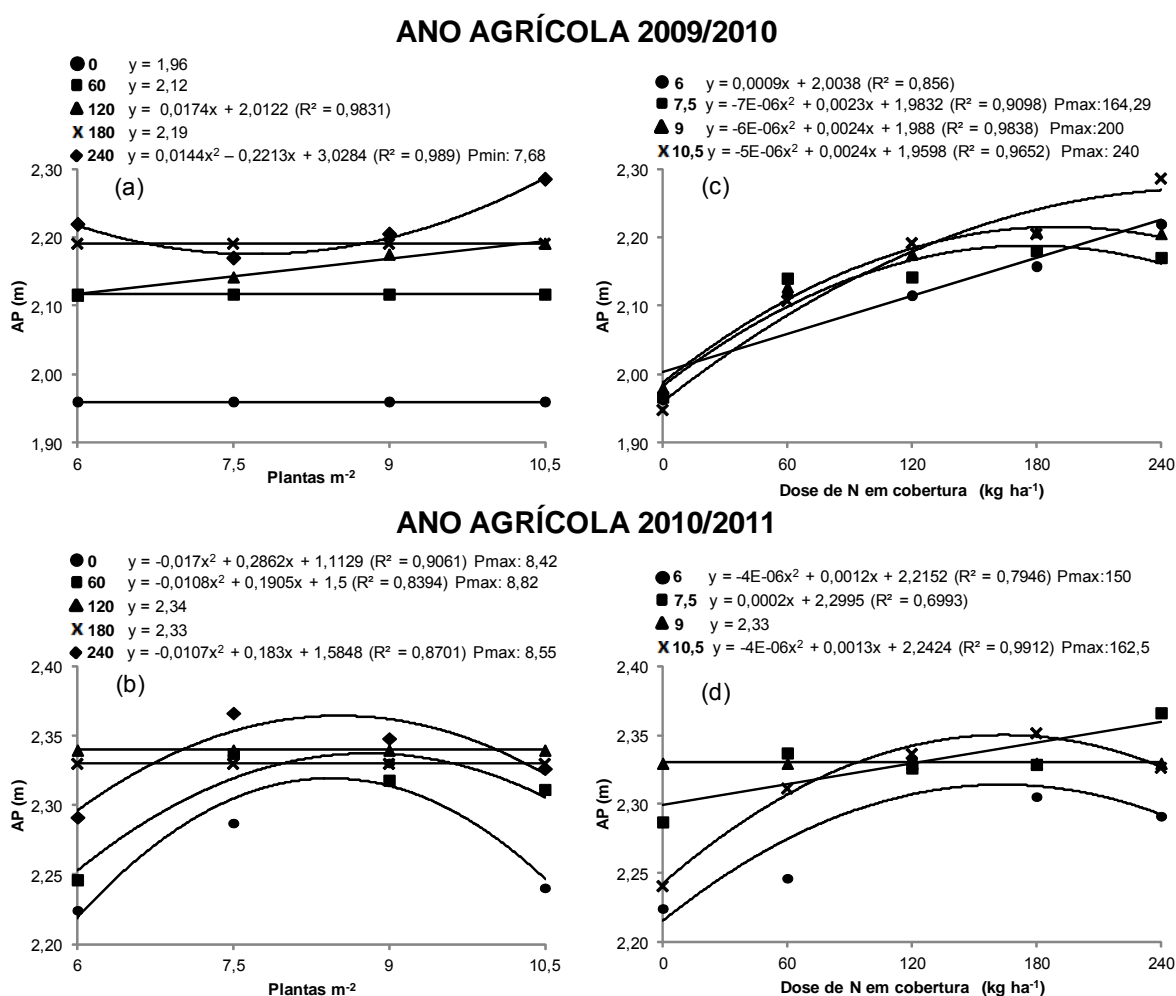 ANO AGRÍCOLA 2009/2010
0 y = 1,96
60 y = 2,12
120 y = 0,0174x + 2,0122 (R² = 0,9831)
180 y = 2,19
240 y = 0,0144x² – 0,2213x + 3,0284 (R² = 0,989) Pmin: 7,68
2,30
2,20
2,10
2,00
1,90
AP (m)
(a)
6 7,5 9 10,5
Plantas m⁻²
6 y = 0,0009x + 2,0038 (R² = 0,856)
7,5 y = -7E-06x² + 0,0023x + 1,9832 (R² = 0,9098) Pmax:164,29
9 y = -6E-06x² + 0,0024x + 1,988 (R² = 0,9838) Pmax:200
10,5 y = -5E-06x² + 0,0024x + 1,9598 (R² = 0,9652) Pmax: 240
2,30
2,20
2,10
2,00
1,90
AP (m)
(c)
0 60 120 180 240
Dose de N em cobertura (kg ha⁻¹)
ANO AGRÍCOLA 2010/2011
0 y = -0,017x² + 0,2862x + 1,1129 (R² = 0,9061) Pmax: 8,42
60 y = -0,0108x² + 0,1905x + 1,5 (R² = 0,8394) Pmax: 8,82
120 y = 2,34
180 y = 2,33
240 y = -0,0107x² + 0,183x + 1,5848 (R² = 0,8701) Pmax: 8,55
2,40
2,35
2,30
2,25
2,20
AP (m)
(b)
6 7,5 9 10,5
Plantas m⁻²
6 y = -4E-06x² + 0,0012x + 2,2152 (R² = 0,7946) Pmax:150
7,5 y = 0,0002x + 2,2995 (R² = 0,6993)
9 y = 2,33
10,5 y = -4E-06x² + 0,0013x + 2,2424 (R² = 0,9912) Pmax:162,5
2,40
2,35
2,30
2,25
2,20
AP (m)
(d)
0 60 120 180 240
Dose de N em cobertura (kg ha⁻¹)